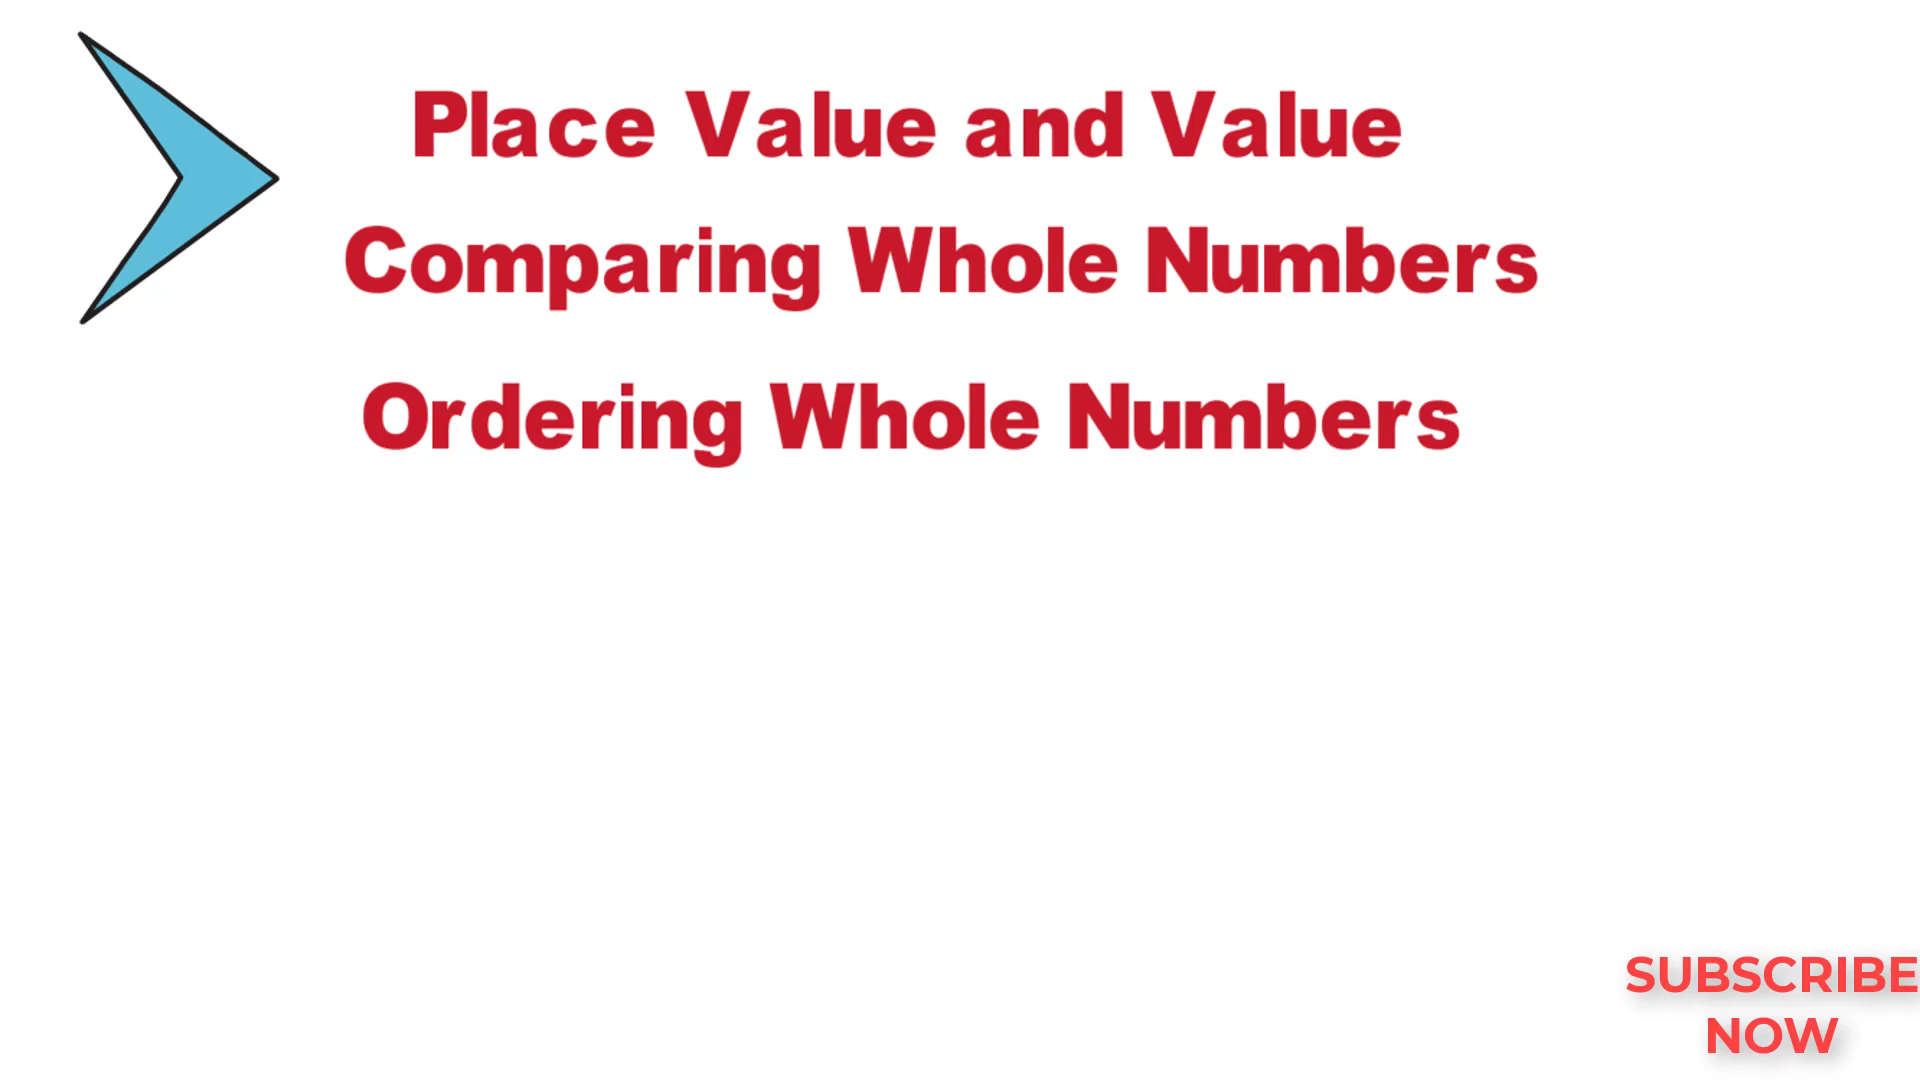 Place Value and Value
Comparing Whole Numbers
Ordering Whole Numbers
SUBSCRIBE
NOW